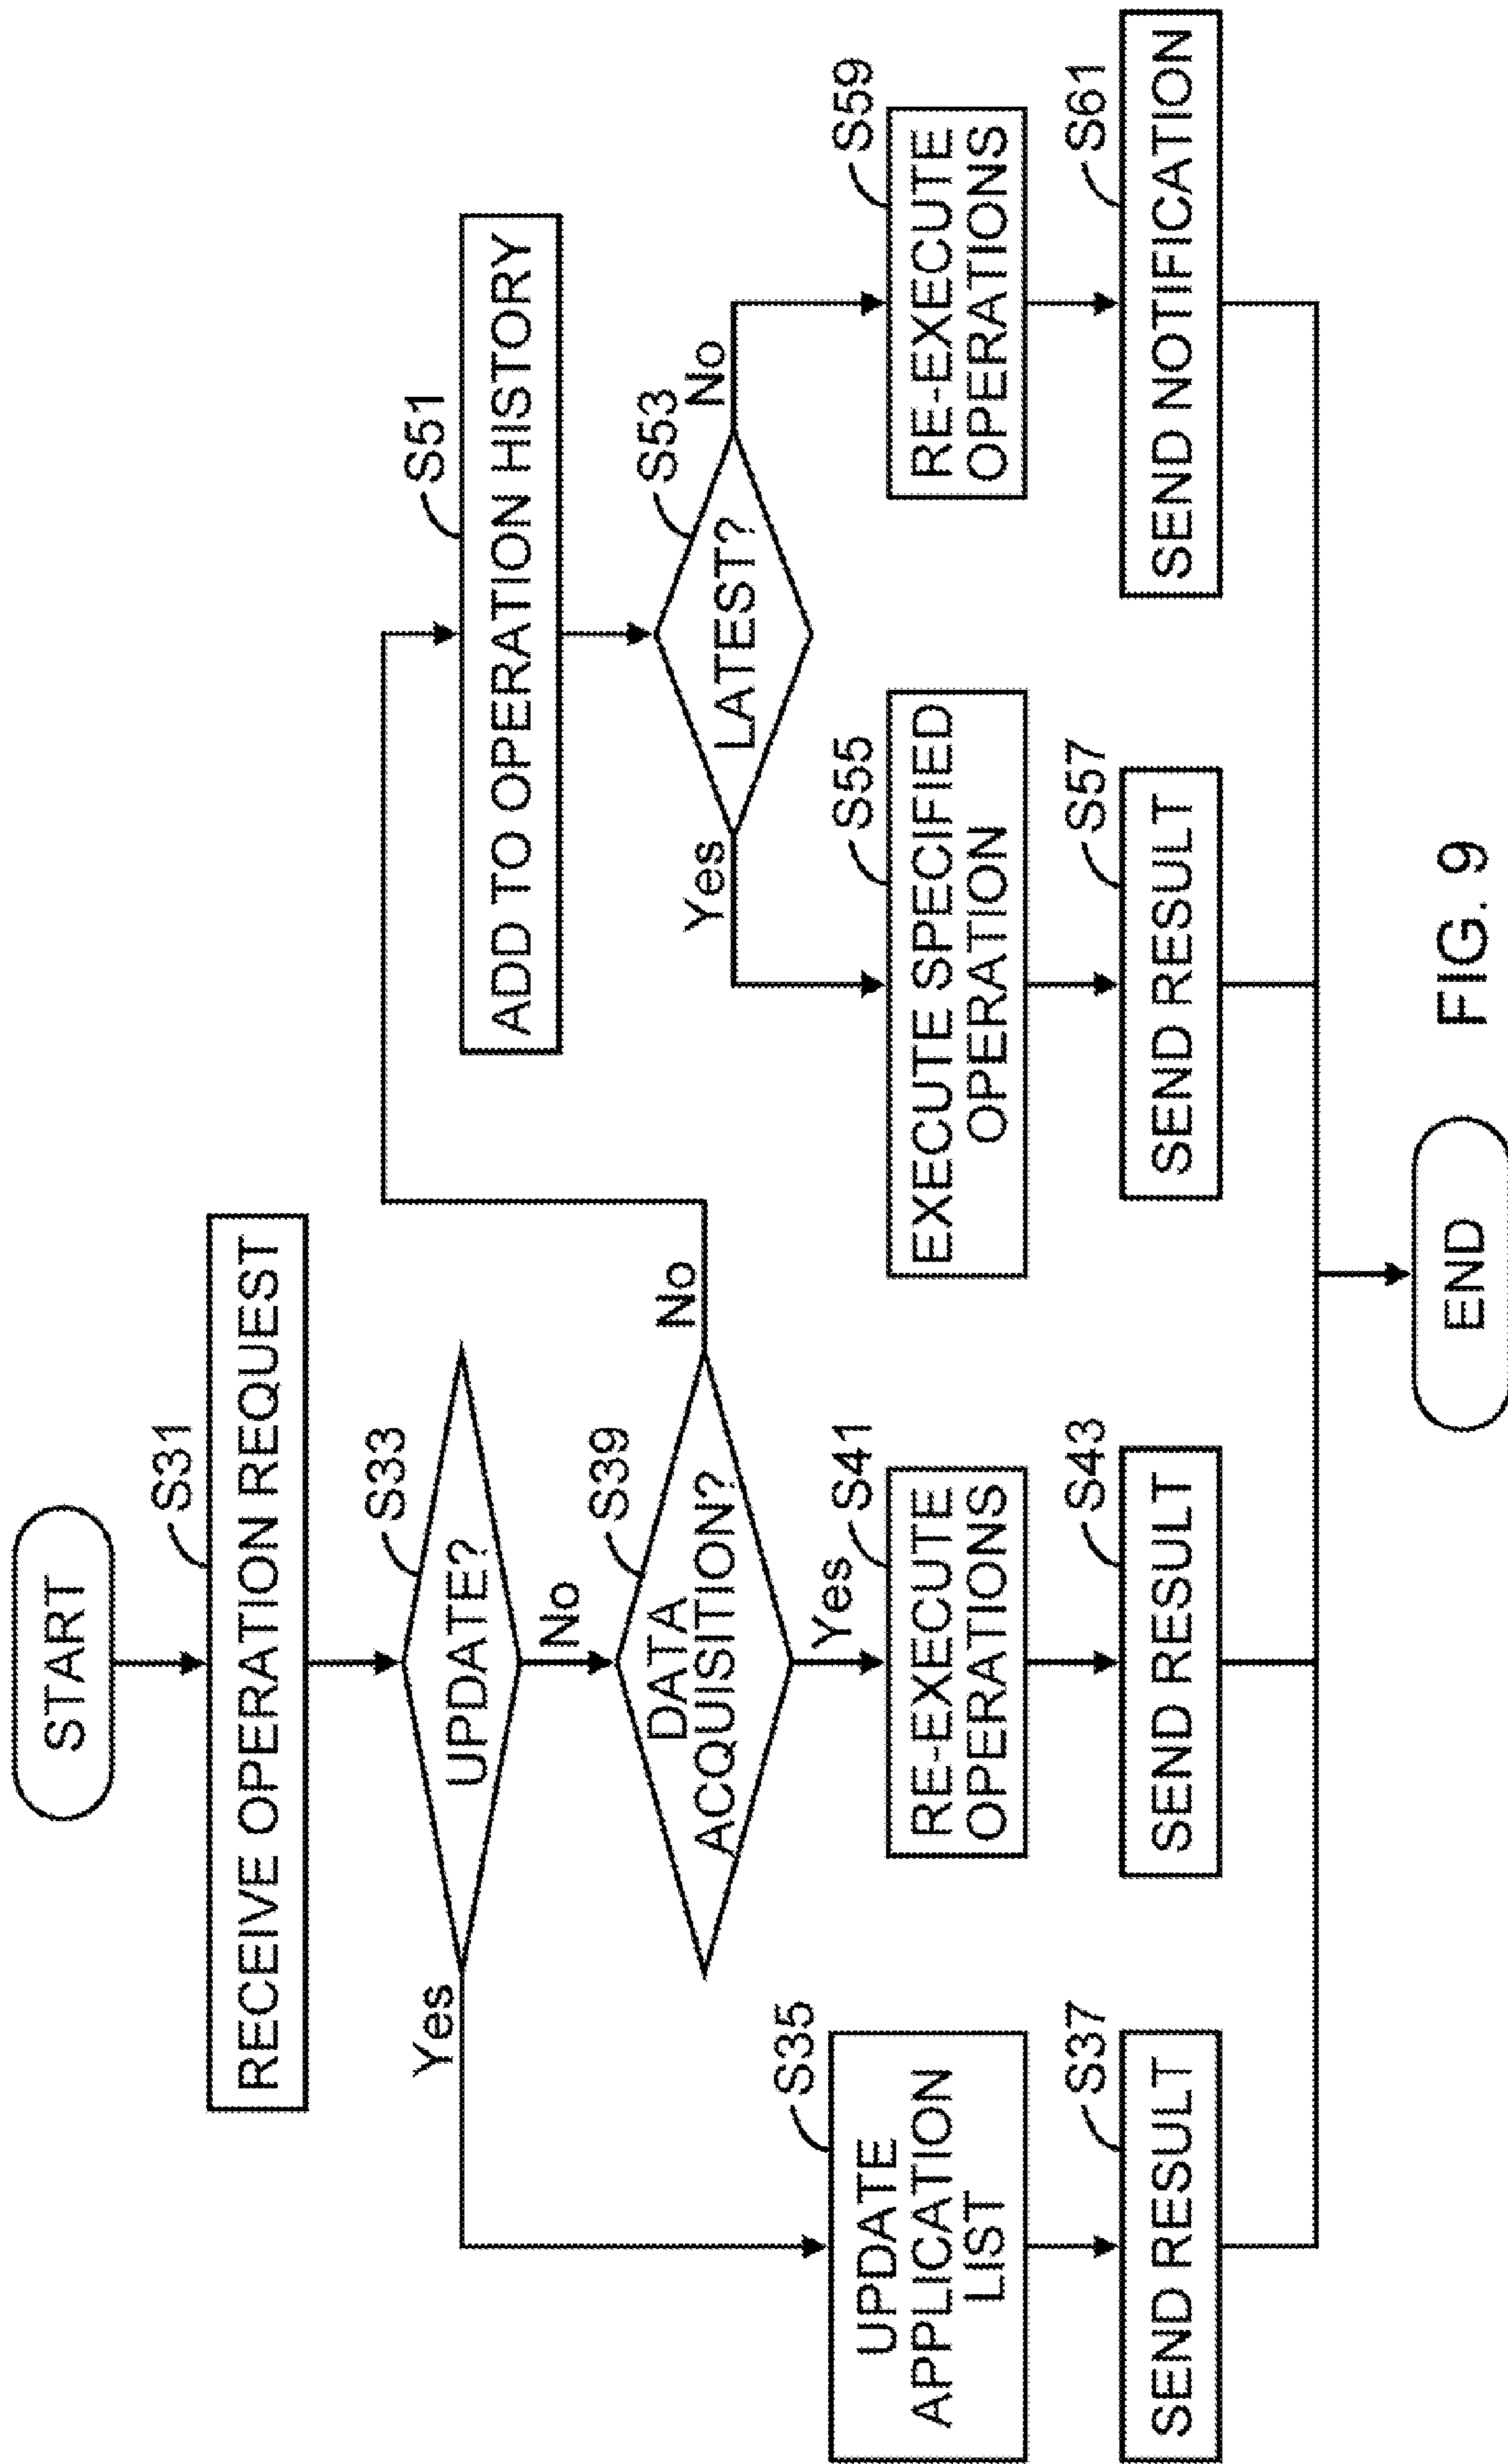 START
S31
RECEIVE OPERATION REQUEST
S33
UPDATE?
Yes
No
S39
DATA
ACQUISITION?
No
Yes
S35
UPDATE
APPLICATION
LIST
S37
SEND RESULT
S41
RE-EXECUTE
OPERATIONS
S43
SEND RESULT
S51
ADD TO OPERATION HISTORY
S53
LATEST?
Yes
No
S55
EXECUTE SPECIFIED
OPERATION
S57
SEND RESULT
S59
RE-EXECUTE
OPERATIONS
S61
SEND NOTIFICATION
END
FIG. 9